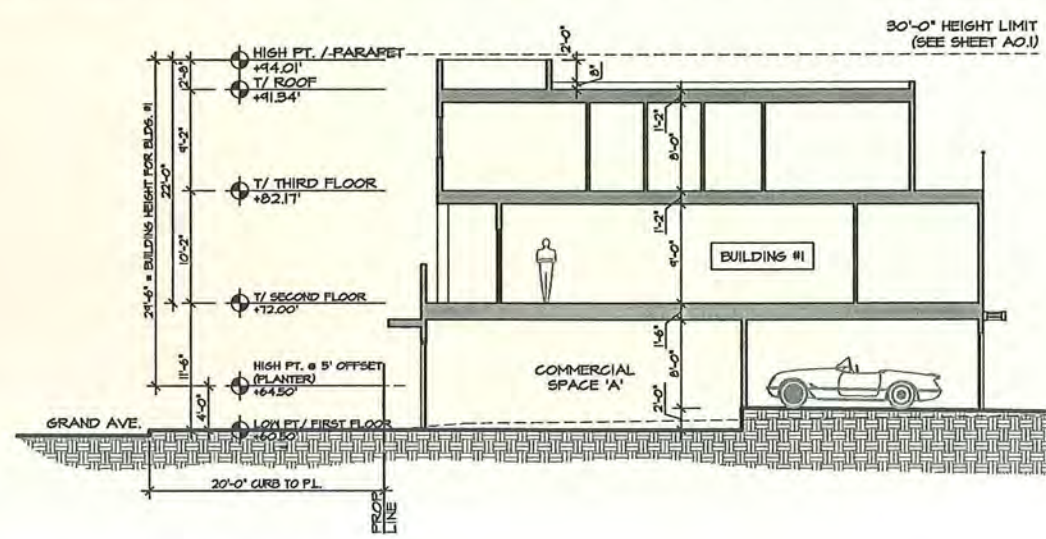 30'-0" HEIGHT LIMIT
(SEE SHEET A0.1)
HIGH PT. / PARAPET
+94.01'
T/ ROOF
+91.34'
T/ THIRD FLOOR
+82.17'
T/ SECOND FLOOR
+72.00'
HIGH PT. @ 5' OFFSET
(PLANTER)
+64.50'
LOW PT./ FIRST FLOOR
+60.50'
29'-6" = BUILDING HEIGHT FOR BLDG. #1
22'-0"
2'-8"
9'-2"
10'-2"
11'-6"
4'-0"
2'-0"
8"
1'-2"
8'-0"
1'-2"
9'-0"
1'-6"
8'-0"
2'-0"
BUILDING #1
COMMERCIAL
SPACE 'A'
GRAND AVE.
20'-0" CURB TO P.L.
PROP.
LINE